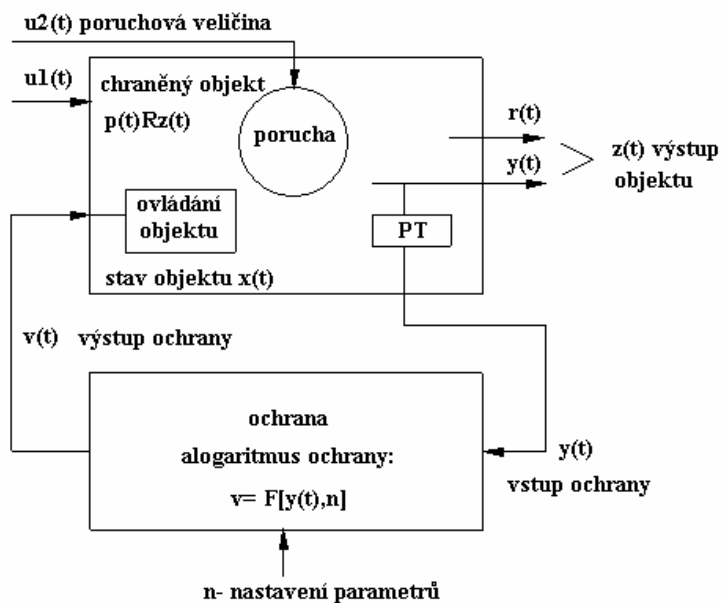 u2(t) poruchová veličina
u1(t)
chraněný objekt
p(t)Rz(t)
porucha
r(t)
y(t)
z(t) výstup
objektu
ovládání
objektu
PT
stav objektu x(t)
v(t) výstup ochrany
ochrana
alogaritmus ochrany:
v= F[y(t),n]
y(t)
vstup ochrany
n- nastavení parametrů